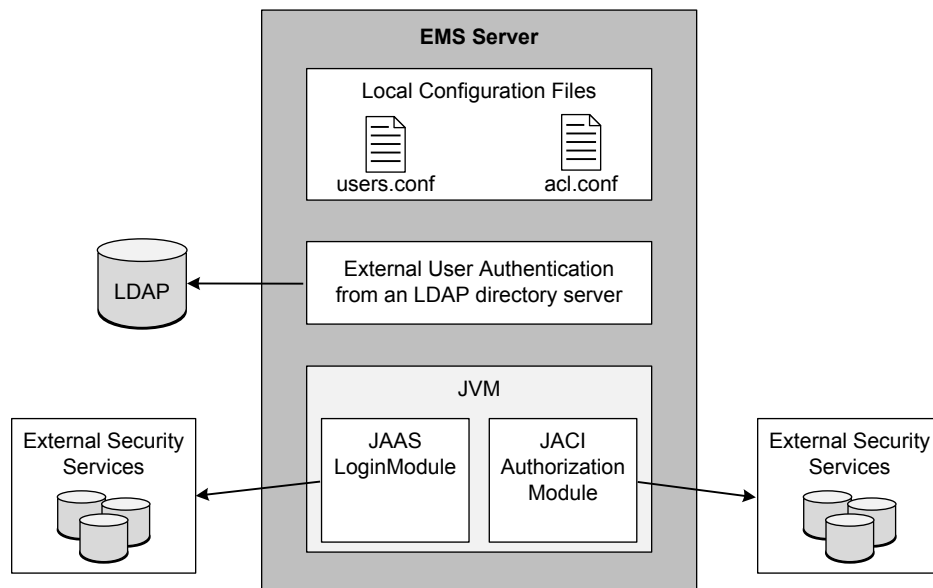 EMS Server
Local Configuration Files
users.conf
acl.conf
External User Authentication
from an LDAP directory server
LDAP
JVM
JAAS
LoginModule
JACI
Authorization
Module
External Security
Services
External Security
Services